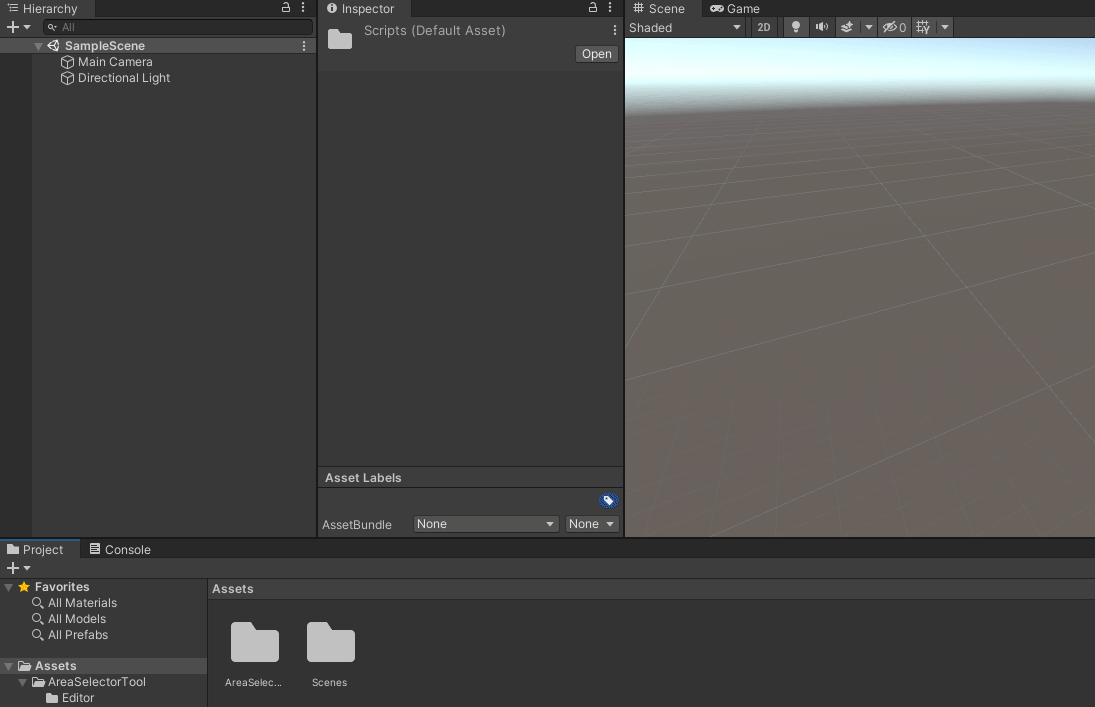 Hierarchy
All
SampleScene
Main Camera
Directional Light
Inspector
Scripts (Default Asset)
Open
Asset Labels
AssetBundle
None
None
Scene
Game
Shaded
2D
0
Project
Console
Favorites
All Materials
All Models
All Prefabs
Assets
AreaSelectorTool
Editor
Assets
AreaSelec...
Scenes